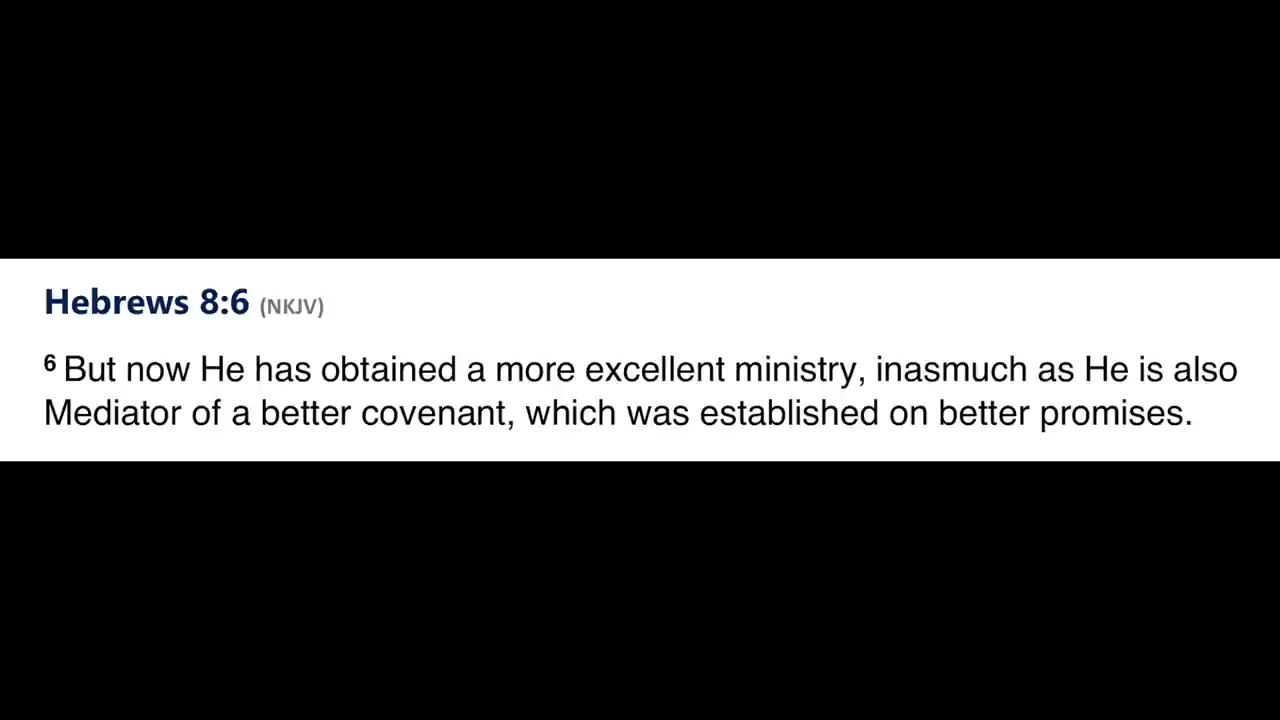 Hebrews 8:6 (NKJV)
6 But now He has obtained a more excellent ministry, inasmuch as He is also
Mediator of a better covenant, which was established on better promises.